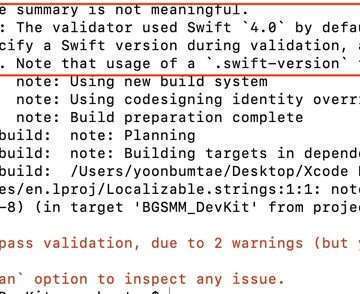 e summary is not meaningful.
: The validator used Swift `4.0` by defau
cify a Swift version during validation, a
. Note that usage of a `.swift-version`
note: Using new build system
note: Using codesigning identity overri
note: Build preparation complete
build: note: Planning
build: note: Building targets in depende
build: /Users/yoonbumtae/Desktop/Xcode
es/en.lproj/Localizable.strings:1:1: not
-8) (in target 'BGSMM_DevKit' from projec
pass validation, due to 2 warnings (but y
an` option to inspect any issue.